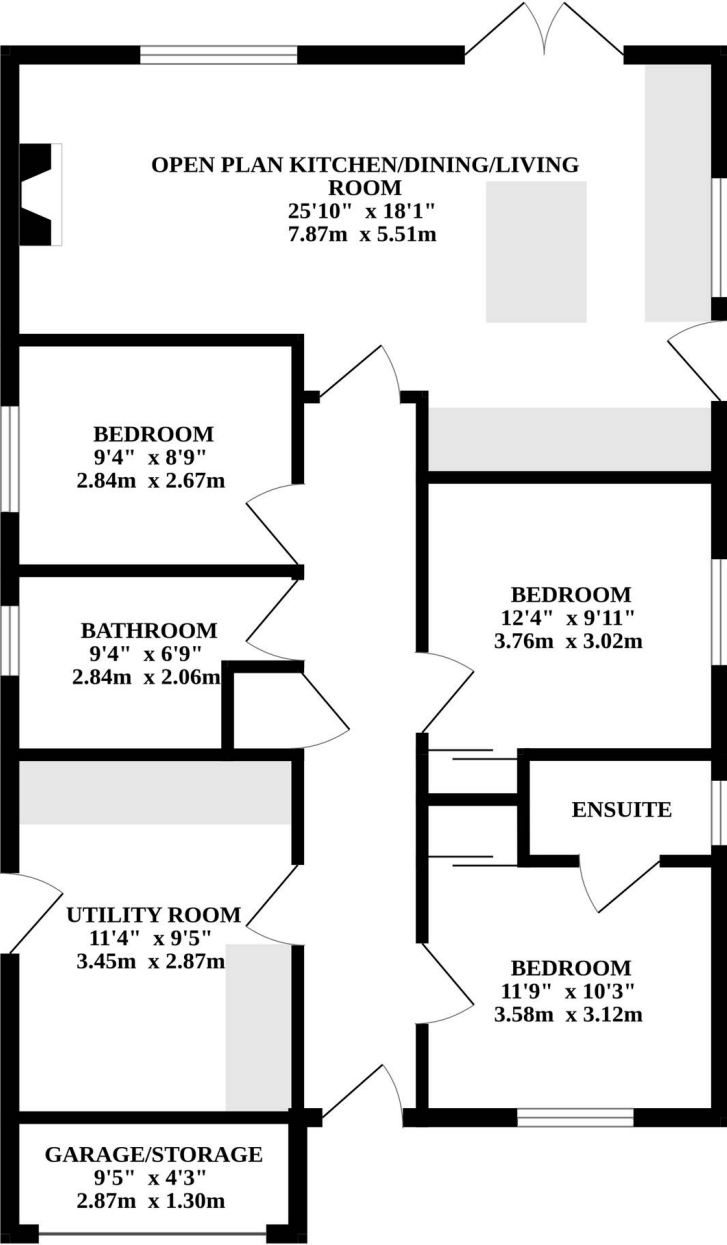 OPEN PLAN KITCHEN/DINING/LIVING
ROOM
25'10" x 18'1"
7.87m x 5.51m
BEDROOM
9'4" x 8'9"
2.84m x 2.67m
BEDROOM
12'4" x 9'11"
3.76m x 3.02m
BATHROOM
9'4" x 6'9"
2.84m x 2.06m
ENSUITE
UTILITY ROOM
11'4" x 9'5"
3.45m x 2.87m
BEDROOM
11'9" x 10'3"
3.58m x 3.12m
GARAGE/STORAGE
9'5" x 4'3"
2.87m x 1.30m